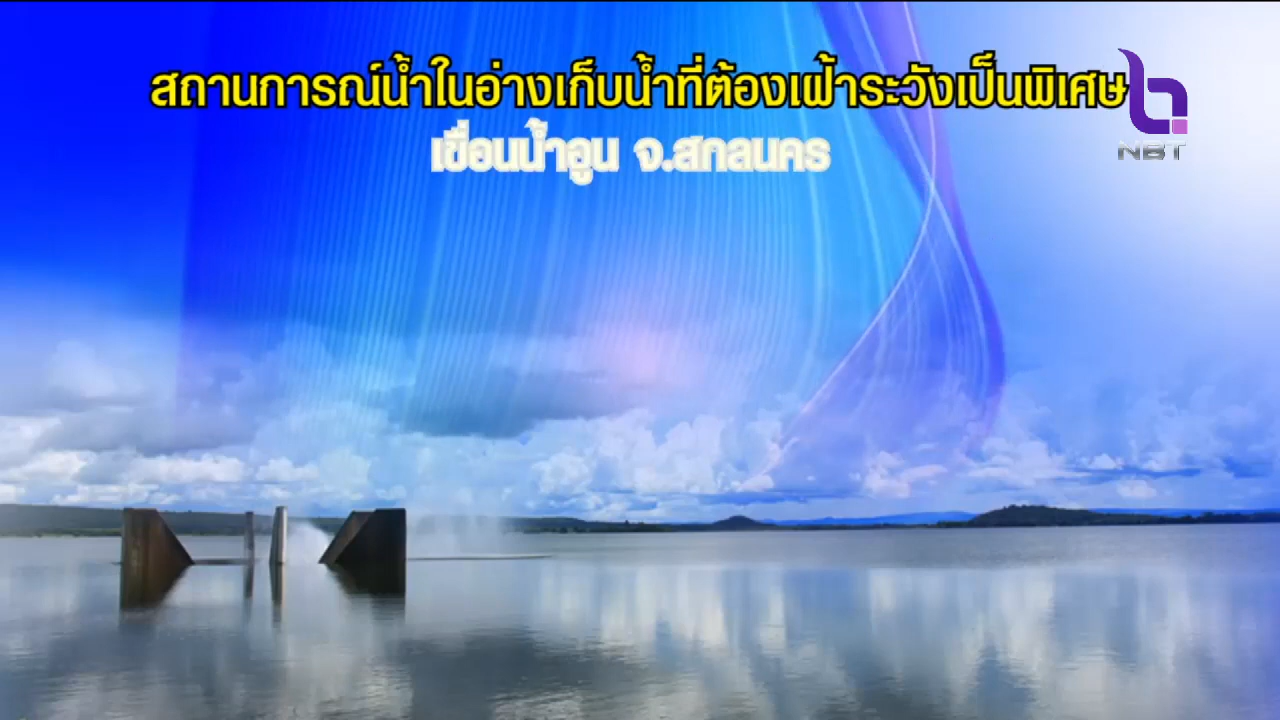 สถานการณ์น้ำในอ่างเก็บน้ำที่ต้องเฝ้าระวังเป็นพิเศษ
เขื่อนน้ำอูน จ.สกลนคร
NBT